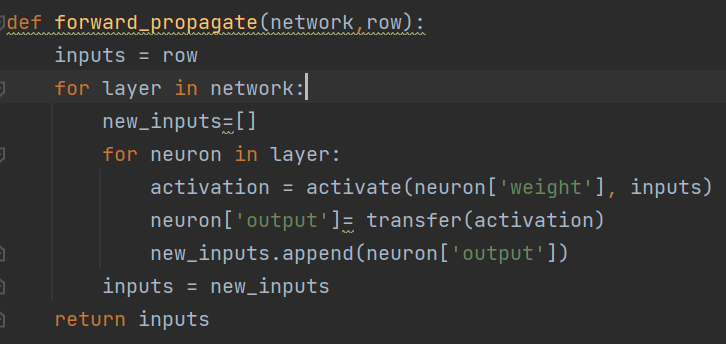 def forward_propagate(network,row):
    inputs = row
    for layer in network:
        new_inputs=[]
        for neuron in layer:
            activation = activate(neuron['weight'], inputs)
            neuron['output']= transfer(activation)
            new_inputs.append(neuron['output'])
        inputs = new_inputs
    return inputs